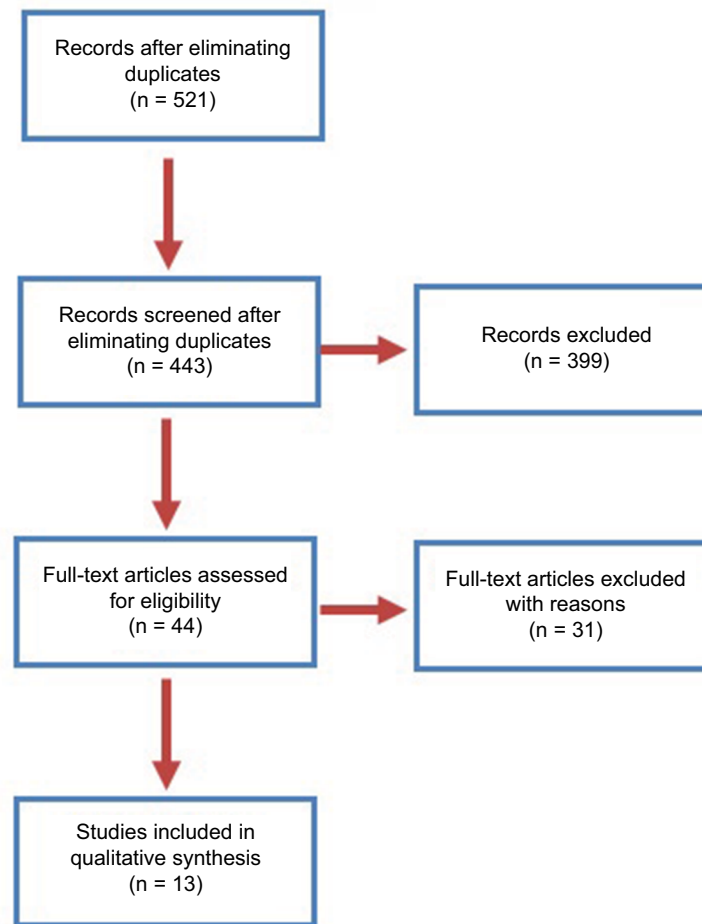 Records after eliminating
duplicates
(n = 521)
Records screened after
eliminating duplicates
(n = 443)
Records excluded
(n = 399)
Full-text articles assessed
for eligibility
(n = 44)
Full-text articles excluded
with reasons
(n = 31)
Studies included in
qualitative synthesis
(n = 13)